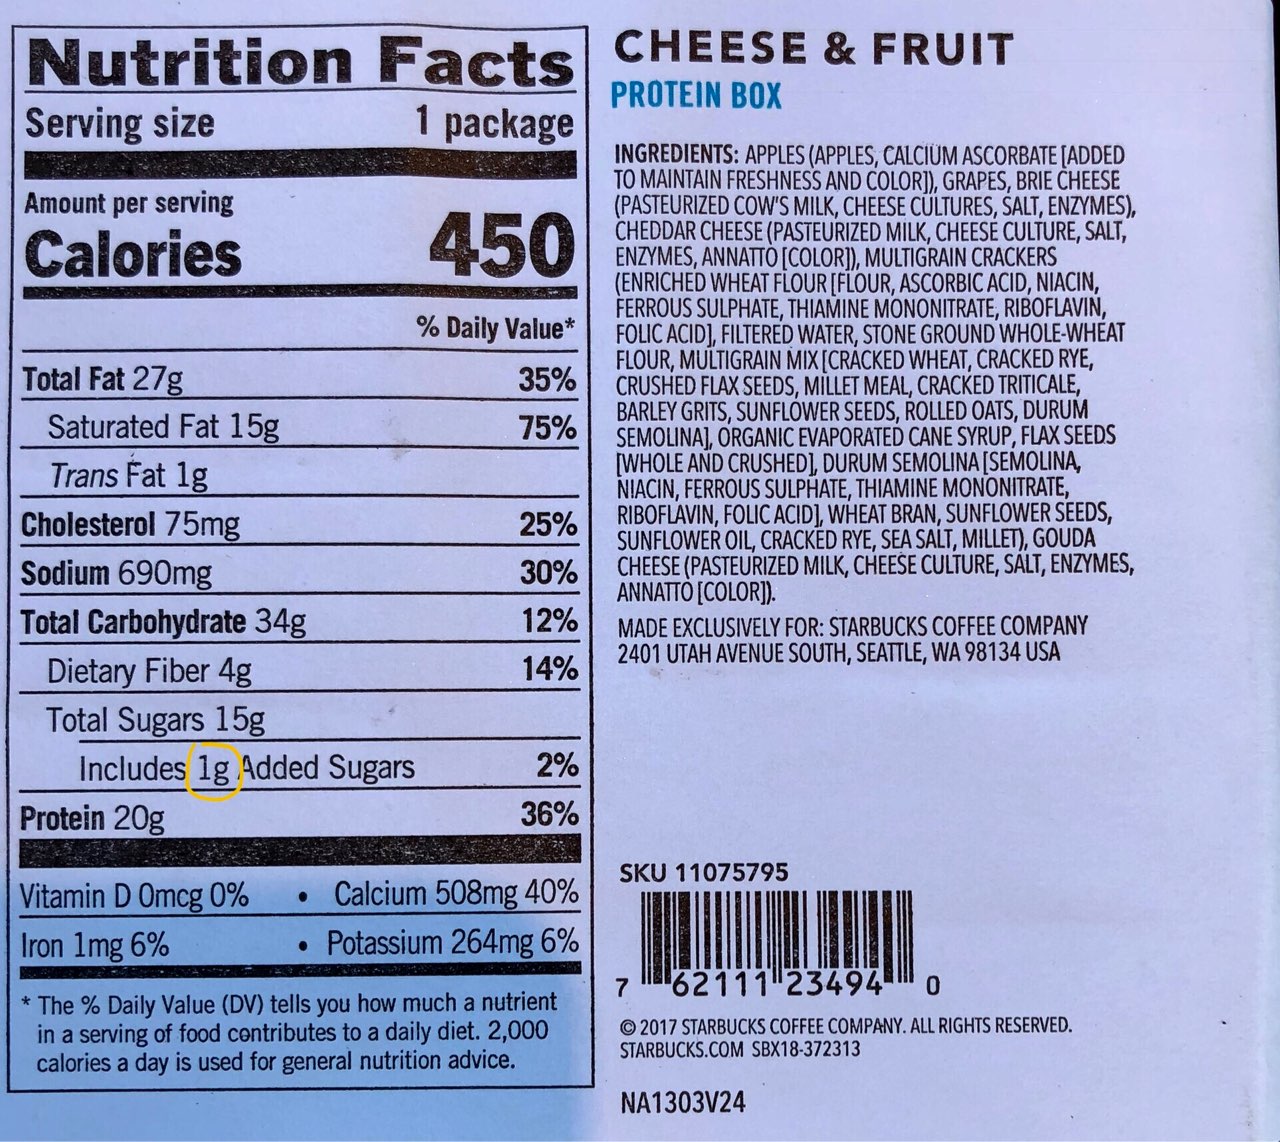 Nutrition Facts
Serving size 1 package
Amount per serving
Calories 450
% Daily Value*
Total Fat 27g 35%
Saturated Fat 15g 75%
Trans Fat 1g
Cholesterol 75mg 25%
Sodium 690mg 30%
Total Carbohydrate 34g 12%
Dietary Fiber 4g 14%
Total Sugars 15g
Includes 1g Added Sugars 2%
Protein 20g 36%
Vitamin D 0mcg 0% • Calcium 508mg 40%
Iron 1mg 6% • Potassium 264mg 6%
* The % Daily Value (DV) tells you how much a nutrient
in a serving of food contributes to a daily diet. 2,000
calories a day is used for general nutrition advice.
CHEESE & FRUIT
PROTEIN BOX
INGREDIENTS: APPLES (APPLES, CALCIUM ASCORBATE [ADDED
TO MAINTAIN FRESHNESS AND COLOR]), GRAPES, BRIE CHEESE
(PASTEURIZED COW'S MILK, CHEESE CULTURES, SALT, ENZYMES),
CHEDDAR CHEESE (PASTEURIZED MILK, CHEESE CULTURE, SALT,
ENZYMES, ANNATTO [COLOR]), MULTIGRAIN CRACKERS
(ENRICHED WHEAT FLOUR [FLOUR, ASCORBIC ACID, NIACIN,
FERROUS SULPHATE, THIAMINE MONONITRATE, RIBOFLAVIN,
FOLIC ACID], FILTERED WATER, STONE GROUND WHOLE-WHEAT
FLOUR, MULTIGRAIN MIX [CRACKED WHEAT, CRACKED RYE,
CRUSHED FLAX SEEDS, MILLET MEAL, CRACKED TRITICALE,
BARLEY GRITS, SUNFLOWER SEEDS, ROLLED OATS, DURUM
SEMOLINA], ORGANIC EVAPORATED CANE SYRUP, FLAX SEEDS
[WHOLE AND CRUSHED], DURUM SEMOLINA [SEMOLINA,
NIACIN, FERROUS SULPHATE, THIAMINE MONONITRATE,
RIBOFLAVIN, FOLIC ACID], WHEAT BRAN, SUNFLOWER SEEDS,
SUNFLOWER OIL, CRACKED RYE, SEA SALT, MILLET), GOUDA
CHEESE (PASTEURIZED MILK, CHEESE CULTURE, SALT, ENZYMES,
ANNATTO [COLOR]).
MADE EXCLUSIVELY FOR: STARBUCKS COFFEE COMPANY
2401 UTAH AVENUE SOUTH, SEATTLE, WA 98134 USA
SKU 11075795
7 62111 23494 0
© 2017 STARBUCKS COFFEE COMPANY. ALL RIGHTS RESERVED.
STARBUCKS.COM SBX18-372313
NA1303V24